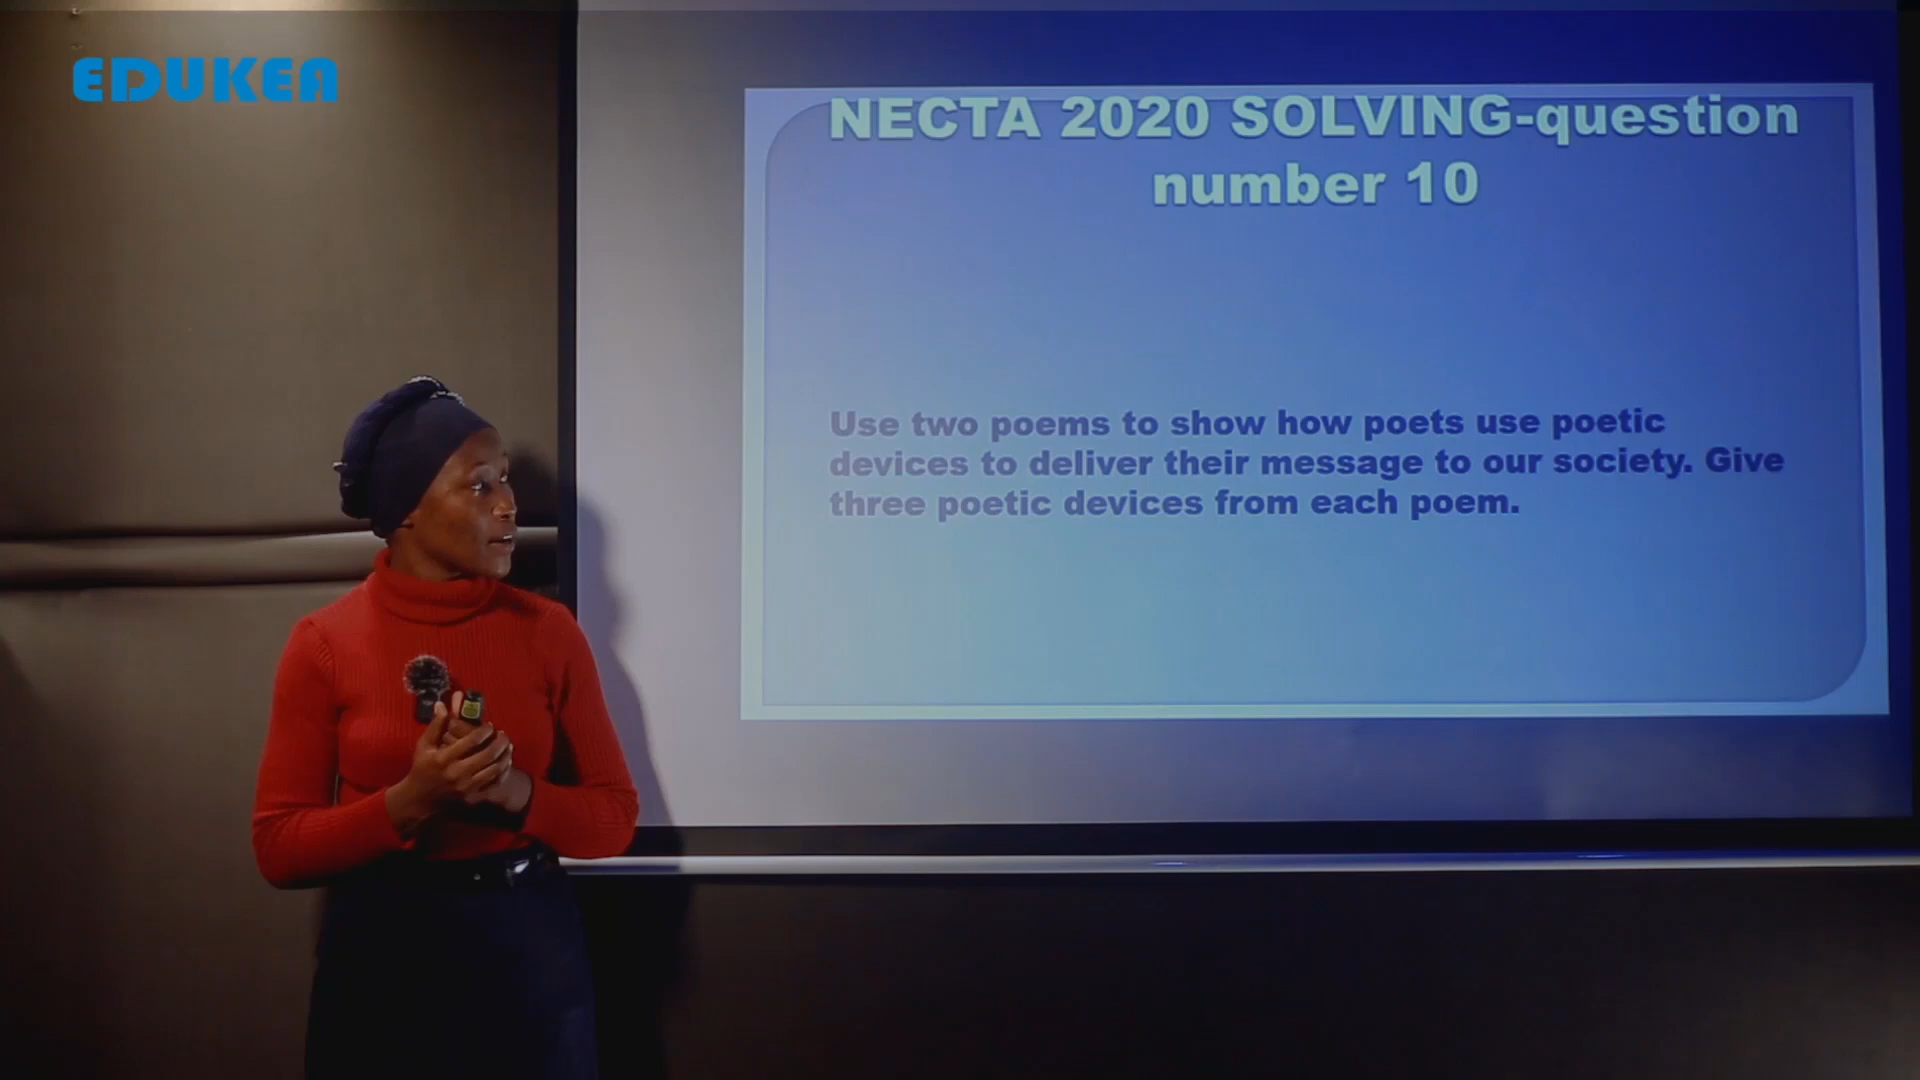 EDUKEA
NECTA 2020 SOLVING-question
number 10
Use two poems to show how poets use poetic
devices to deliver their message to our society. Give
three poetic devices from each poem.